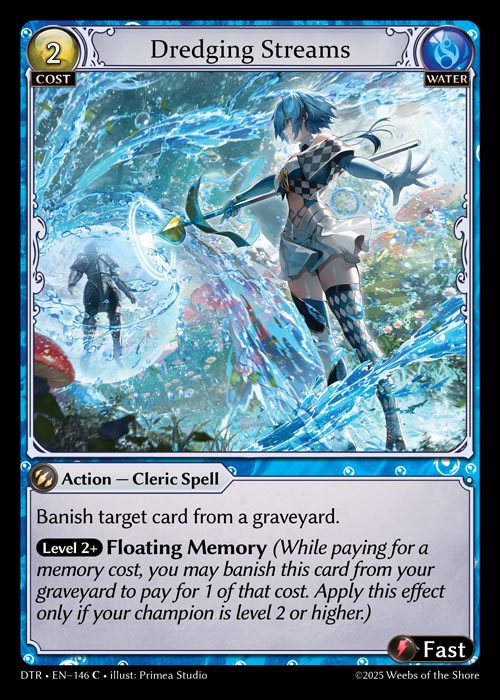 2
Dredging Streams
COST
WATER
Action — Cleric Spell
Banish target card from a graveyard.
Level 2+ Floating Memory (While paying for a
memory cost, you may banish this card from your
graveyard to pay for 1 of that cost. Apply this effect
only if your champion is level 2 or higher.)
Fast
DTR • EN–146 C • illust: Primea Studio
©2025 Weebs of the Shore